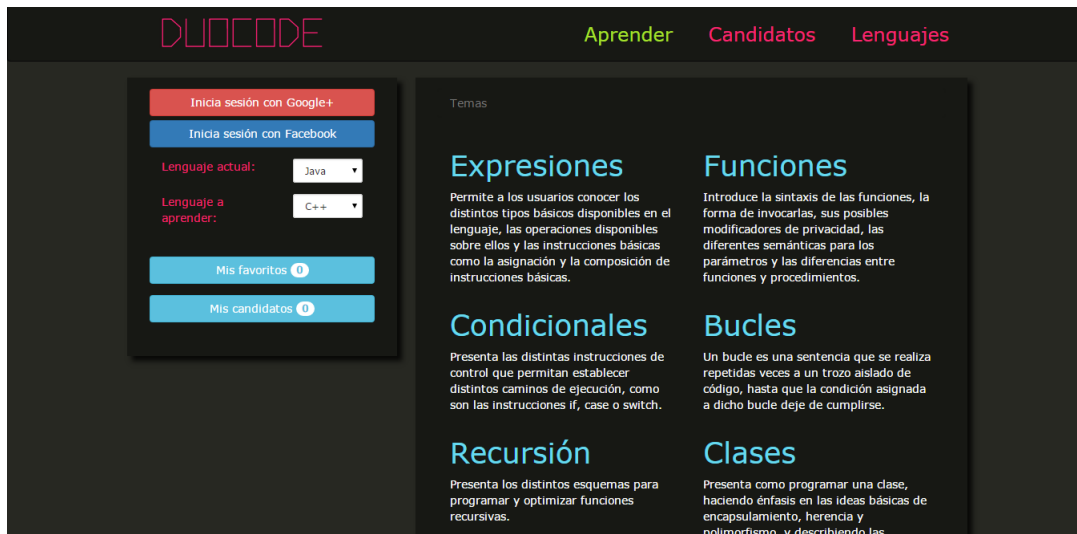 DUOCODE
Aprender Candidatos Lenguajes
Inicia sesión con Google+
Inicia sesión con Facebook
Lenguaje actual:
Java
Lenguaje a
aprender:
C++
Mis favoritos 0
Mis candidatos 0
Temas
Expresiones
Permite a los usuarios conocer los
distintos tipos básicos disponibles en el
lenguaje, las operaciones disponibles
sobre ellos y las instrucciones básicas
como la asignación y la composición de
instrucciones básicas.
Funciones
Introduce la sintaxis de las funciones, la
forma de invocarlas, sus posibles
modificadores de privacidad, las
diferentes semánticas para los
parámetros y las diferencias entre
funciones y procedimientos.
Condicionales
Presenta las distintas instrucciones de
control que permitan establecer
distintos caminos de ejecución, como
son las instrucciones if, case o switch.
Bucles
Un bucle es una sentencia que se realiza
repetidas veces a un trozo aislado de
código, hasta que la condición asignada
a dicho bucle deje de cumplirse.
Recursión
Presenta los distintos esquemas para
programar y optimizar funciones
recursivas.
Clases
Presenta como programar una clase,
haciendo énfasis en las ideas básicas de
encapsulamiento, herencia y
polimorfismo, y describiendo las